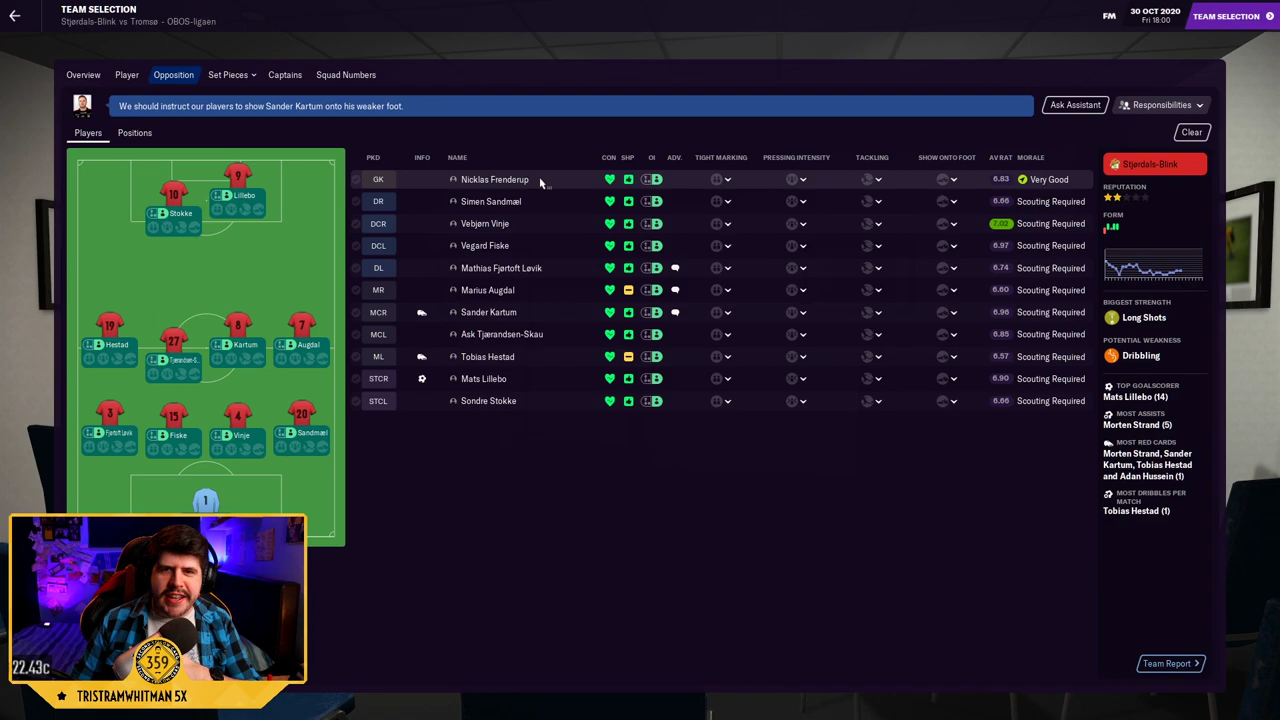 TEAM SELECTION
Stjørdals-Blink vs Tromsø - OBOS-ligaen
FM
30 OCT 2020
Fri 18:00
TEAM SELECTION
Overview
Player
Opposition
Set Pieces
Captains
Squad Numbers
We should instruct our players to show Sander Kartum onto his weaker foot.
Ask Assistant
Responsibilities
Players
Positions
Clear
PKD INFO NAME CON SHP OI ADV. TIGHT MARKING PRESSING INTENSITY TACKLING SHOW ONTO FOOT AV RAT MORALE
GK Nicklas Frenderup 6.83 Very Good
DR Simen Sandmæl 6.66 Scouting Required
DCR Vebjørn Vinje 7.02 Scouting Required
DCL Vegard Fiske 6.97 Scouting Required
DL Mathias Fjørtoft Løvik 6.74 Scouting Required
MR Marius Augdal 6.60 Scouting Required
MCR Sander Kartum 6.96 Scouting Required
MCL Ask Tjærandsen-Skau 6.85 Scouting Required
ML Tobias Hestad 6.57 Scouting Required
STCR Mats Lillebo 6.90 Scouting Required
STCL Sondre Stokke 6.66 Scouting Required
9
Lillebo
10
Stokke
19
Hestad
27
8
Kartum
7
Augdal
3
Fjørtoft Løvik
15
Fiske
4
Vinje
20
Sandmæl
1
Stjørdals-Blink
REPUTATION
FORM
BIGGEST STRENGTH
Long Shots
POTENTIAL WEAKNESS
Dribbling
TOP GOALSCORER
Mats Lillebo (14)
MOST ASSISTS
Morten Strand (5)
MOST RED CARDS
Morten Strand, Sander
Kartum, Tobias Hestad
and Adan Hussein (1)
MOST DRIBBLES PER
MATCH
Tobias Hestad (1)
Team Report
22.43c
359
TRISTRAMWHITMAN 5X